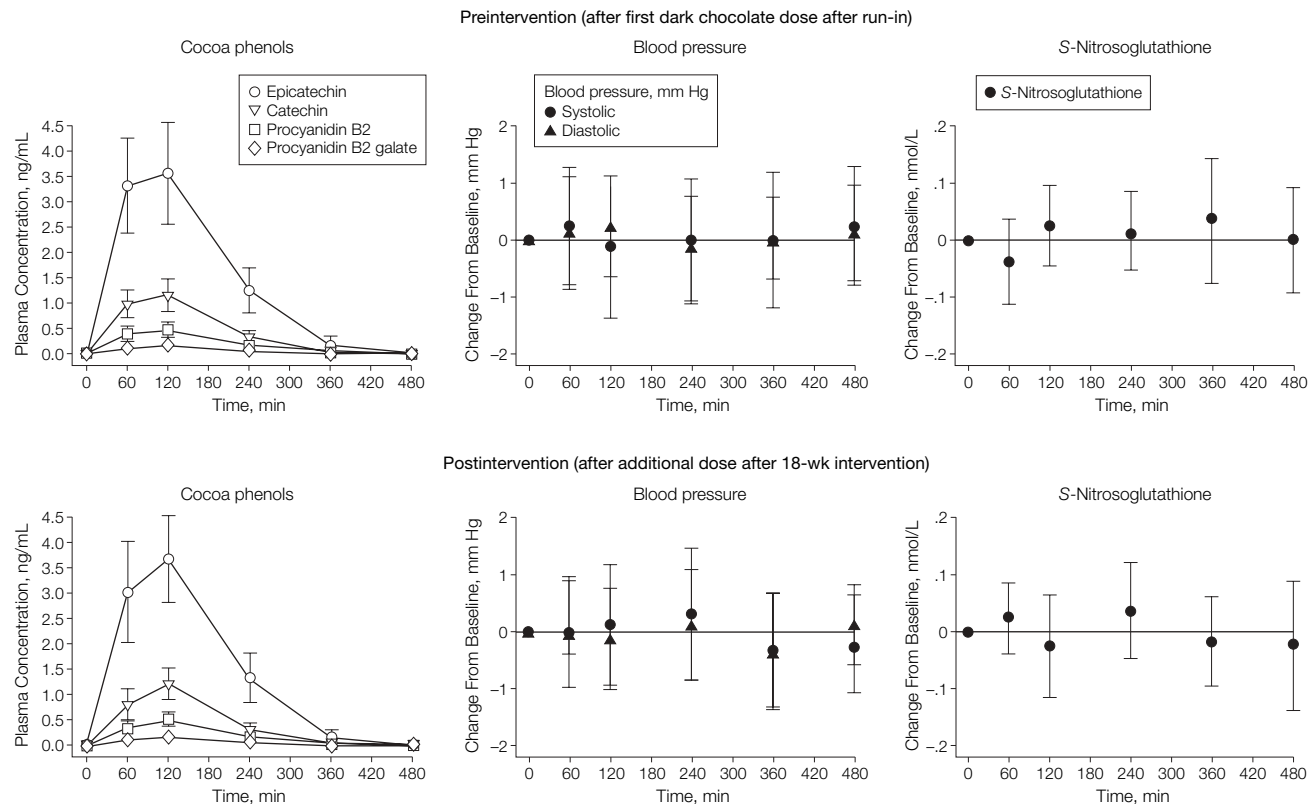 Preintervention (after first dark chocolate dose after run-in)
Cocoa phenols
Epicatechin
Catechin
Procyanidin B2
Procyanidin B2 galate
Plasma Concentration, ng/mL
4.5
4.0
3.5
3.0
2.5
2.0
1.5
1.0
0.5
0.0
0 60 120 180 240 300 360 420 480
Time, min
Blood pressure
Blood pressure, mm Hg
Systolic
Diastolic
Change From Baseline, mm Hg
2
1
0
–1
–2
0 60 120 180 240 300 360 420 480
Time, min
S-Nitrosoglutathione
S-Nitrosoglutathione
Change From Baseline, nmol/L
.2
.1
0
–.1
–.2
0 60 120 180 240 300 360 420 480
Time, min
Postintervention (after additional dose after 18-wk intervention)
Cocoa phenols
Plasma Concentration, ng/mL
4.5
4.0
3.5
3.0
2.5
2.0
1.5
1.0
0.5
0.0
0 60 120 180 240 300 360 420 480
Time, min
Blood pressure
Change From Baseline, mm Hg
2
1
0
–1
–2
0 60 120 180 240 300 360 420 480
Time, min
S-Nitrosoglutathione
Change From Baseline, nmol/L
.2
.1
0
–.1
–.2
0 60 120 180 240 300 360 420 480
Time, min